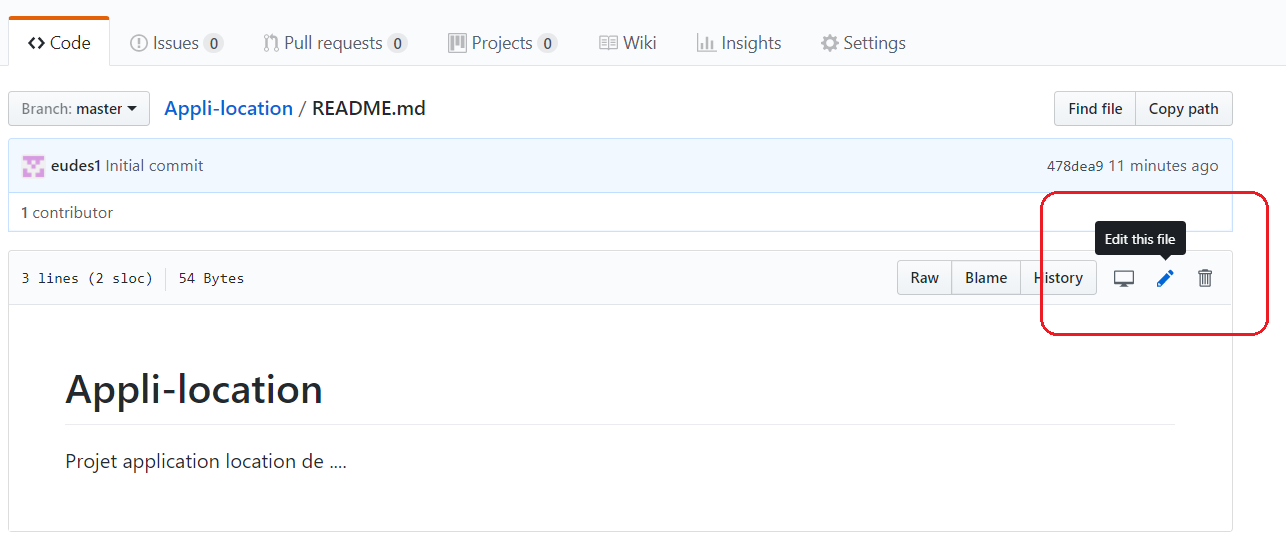 Code Issues 0 Pull requests 0 Projects 0 Wiki Insights Settings
Branch: master Appli-location / README.md Find file Copy path
eudes1 Initial commit 478dea9 11 minutes ago
1 contributor
Edit this file
3 lines (2 sloc) 54 Bytes Raw Blame History
Appli-location
Projet application location de ....